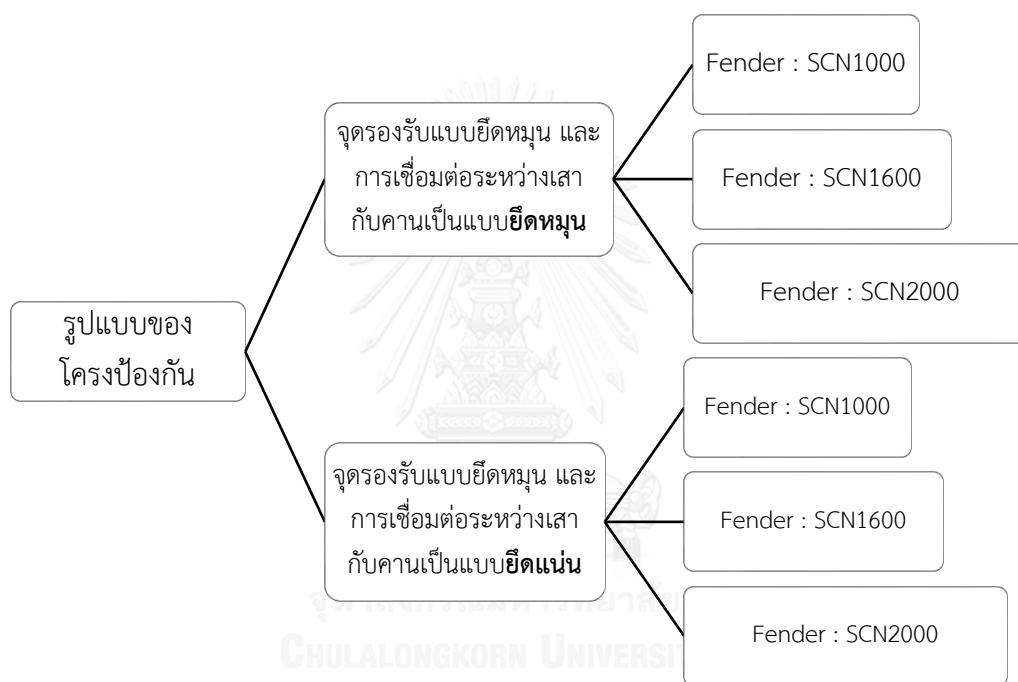 รูปแบบของ
โครงป้องกัน
จุดรองรับแบบยึดหมุน และ
การเชื่อมต่อระหว่างเสา
กับคานเป็นแบบยึดหมุน
Fender : SCN1000
Fender : SCN1600
Fender : SCN2000
จุดรองรับแบบยึดหมุน และ
การเชื่อมต่อระหว่างเสา
กับคานเป็นแบบยึดแน่น
Fender : SCN1000
Fender : SCN1600
Fender : SCN2000
CHULALONGKORN UNIVERSIT